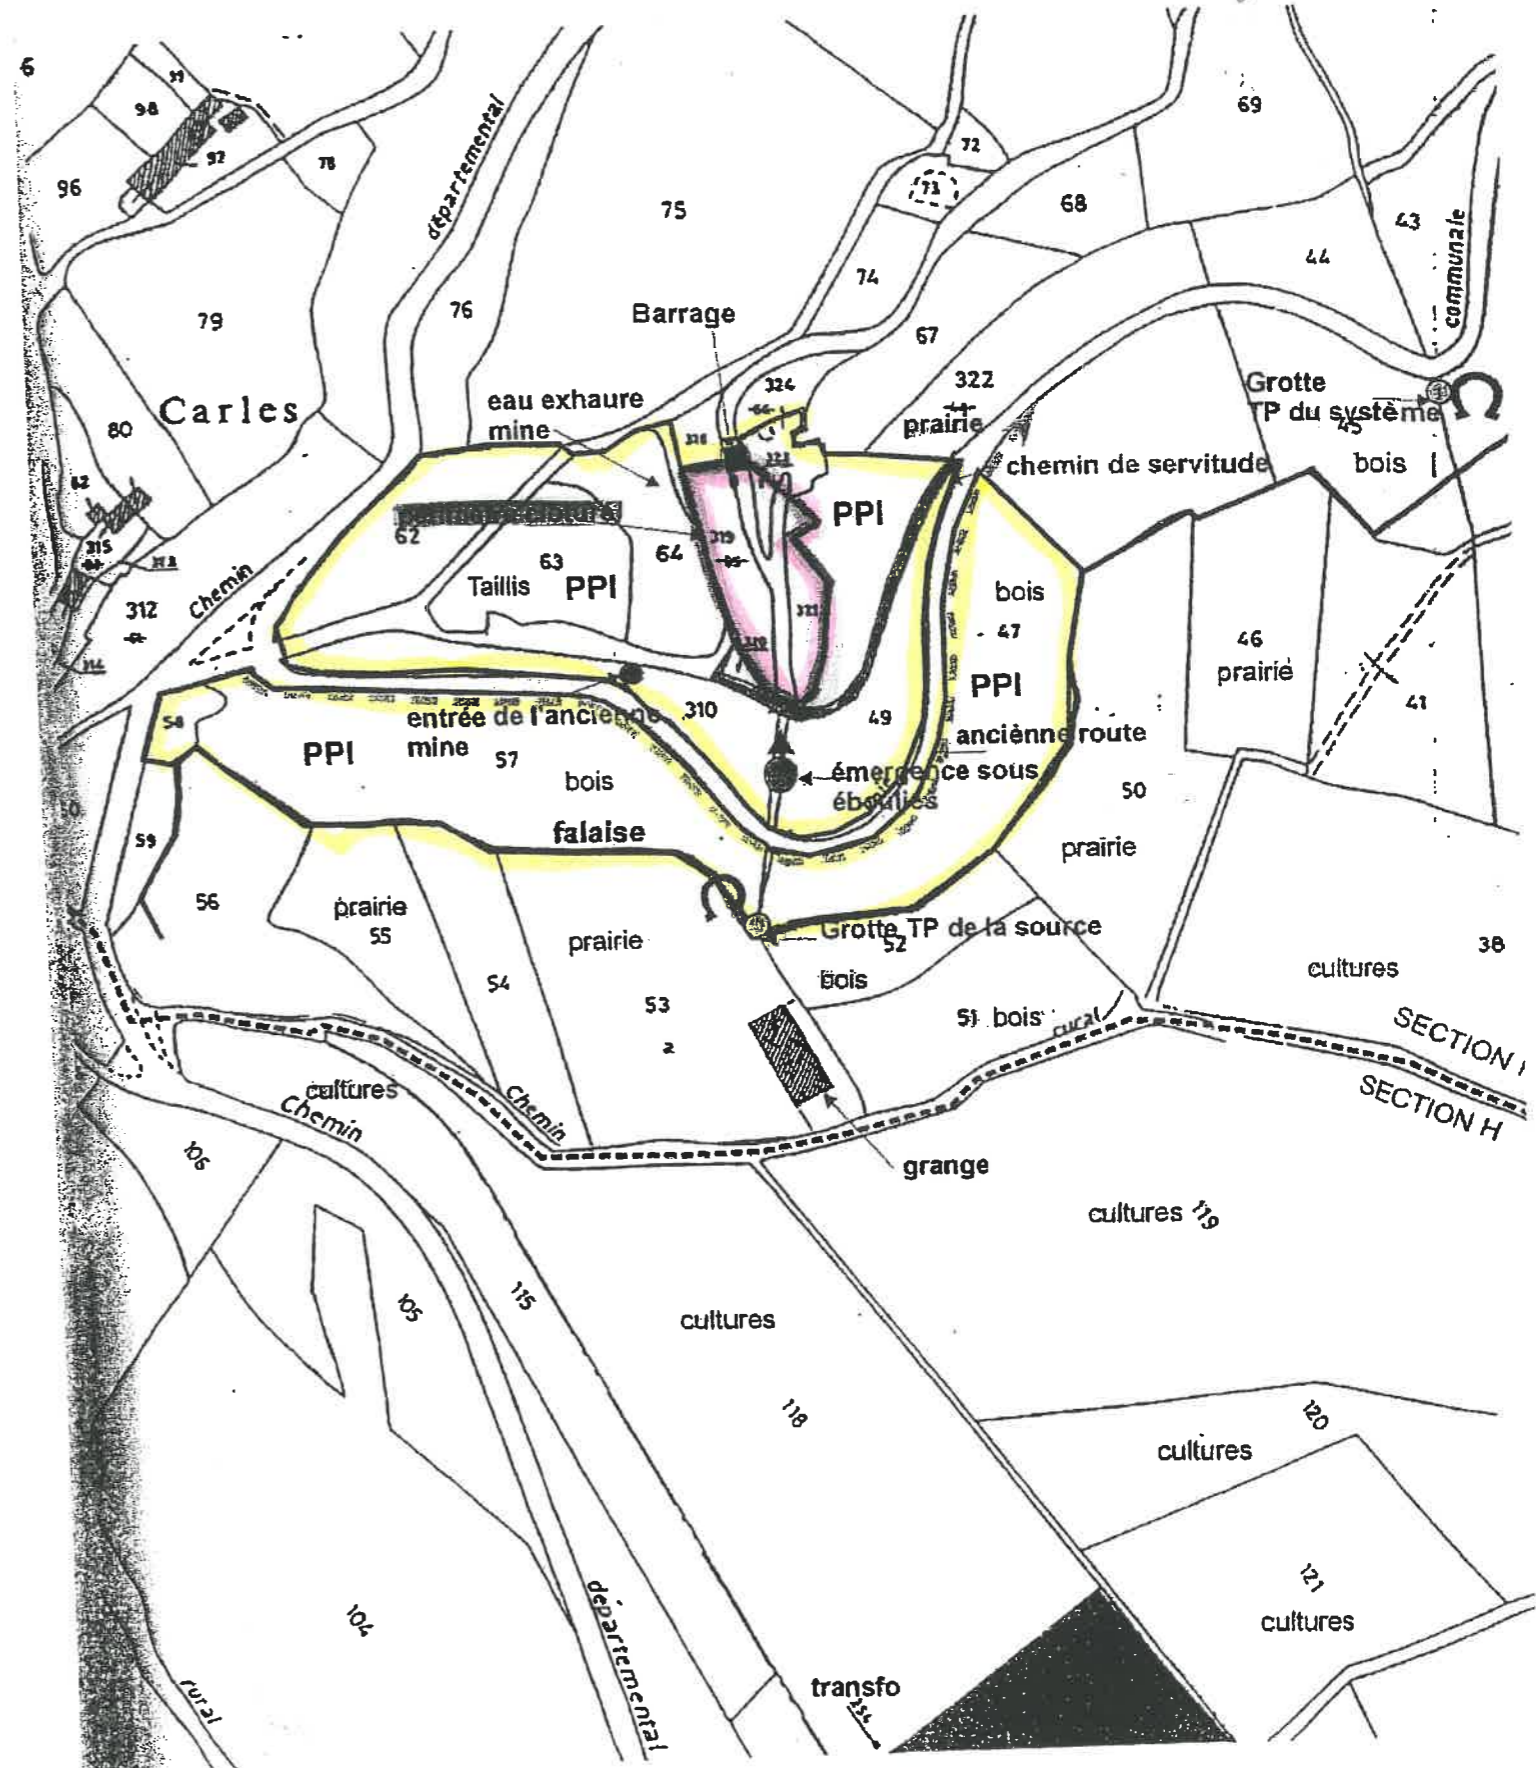 6
98
92
78
96
départemental
75
72
73
69
68
43
44
communale
74
79
76
Barrage
67
322
324
Carles
80
eau exhaure
mine
prairie
Grotte
TP du système
45
bois
chemin de servitude
PPI
62
63
64
319
Taillis
PPI
315
312
Chemin
bois
47
46
prairie
PPI
41
58
310
49
entrée de l'ancienne
mine
PPI
57
ancienne route
bois
émergence sous
éboulies
50
falaise
59
prairie
56
prairie
55
prairie
Grotte TP de la source
52
bois
38
cultures
54
53
a
51 bois
rural
SECTION H
cultures
Chemin
Chemin
106
grange
cultures 119
105
115
cultures
118
120
cultures
121
cultures
104
départemental
transfo
254
rural